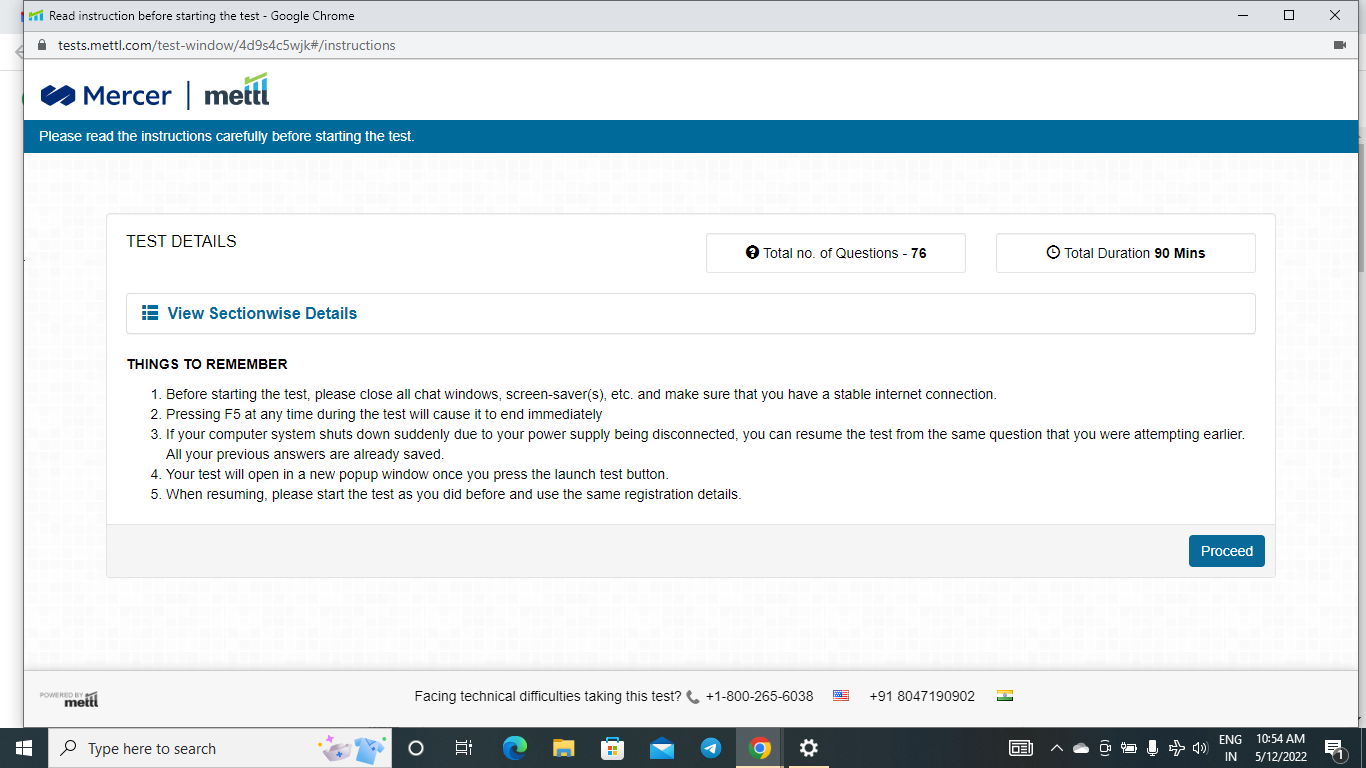 Read instruction before starting the test - Google Chrome
tests.mettl.com/test-window/4d9s4c5wjk#/instructions
Mercer | mettl
Please read the instructions carefully before starting the test.
TEST DETAILS
Total no. of Questions - 76
Total Duration 90 Mins
View Sectionwise Details
THINGS TO REMEMBER
1. Before starting the test, please close all chat windows, screen-saver(s), etc. and make sure that you have a stable internet connection.
2. Pressing F5 at any time during the test will cause it to end immediately
3. If your computer system shuts down suddenly due to your power supply being disconnected, you can resume the test from the same question that you were attempting earlier.
All your previous answers are already saved.
4. Your test will open in a new popup window once you press the launch test button.
5. When resuming, please start the test as you did before and use the same registration details.
Proceed
POWERED BY
mettl
Facing technical difficulties taking this test? +1-800-265-6038 +91 8047190902
Type here to search
ENG
IN
10:54 AM
5/12/2022
1